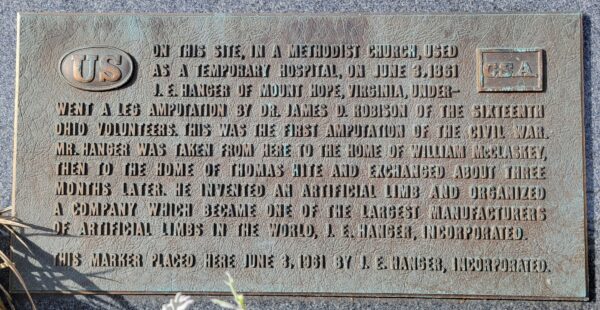 US
CSA
ON THIS SITE, IN A METHODIST CHURCH, USED
AS A TEMPORARY HOSPITAL, ON JUNE 3, 1861
J. E. HANGER OF MOUNT HOPE, VIRGINIA, UNDER-
WENT A LEG AMPUTATION BY DR. JAMES D. ROBISON OF THE SIXTEENTH
OHIO VOLUNTEERS. THIS WAS THE FIRST AMPUTATION OF THE CIVIL WAR.
MR. HANGER WAS TAKEN FROM HERE TO THE HOME OF WILLIAM McCLASKEY,
THEN TO THE HOME OF THOMAS HITE AND EXCHANGED ABOUT THREE
MONTHS LATER. HE INVENTED AN ARTIFICIAL LIMB AND ORGANIZED
A COMPANY WHICH BECAME ONE OF THE LARGEST MANUFACTURERS
OF ARTIFICIAL LIMBS IN THE WORLD, J. E. HANGER, INCORPORATED.
THIS MARKER PLACED HERE JUNE 3, 1961 BY J. E. HANGER, INCORPORATED.